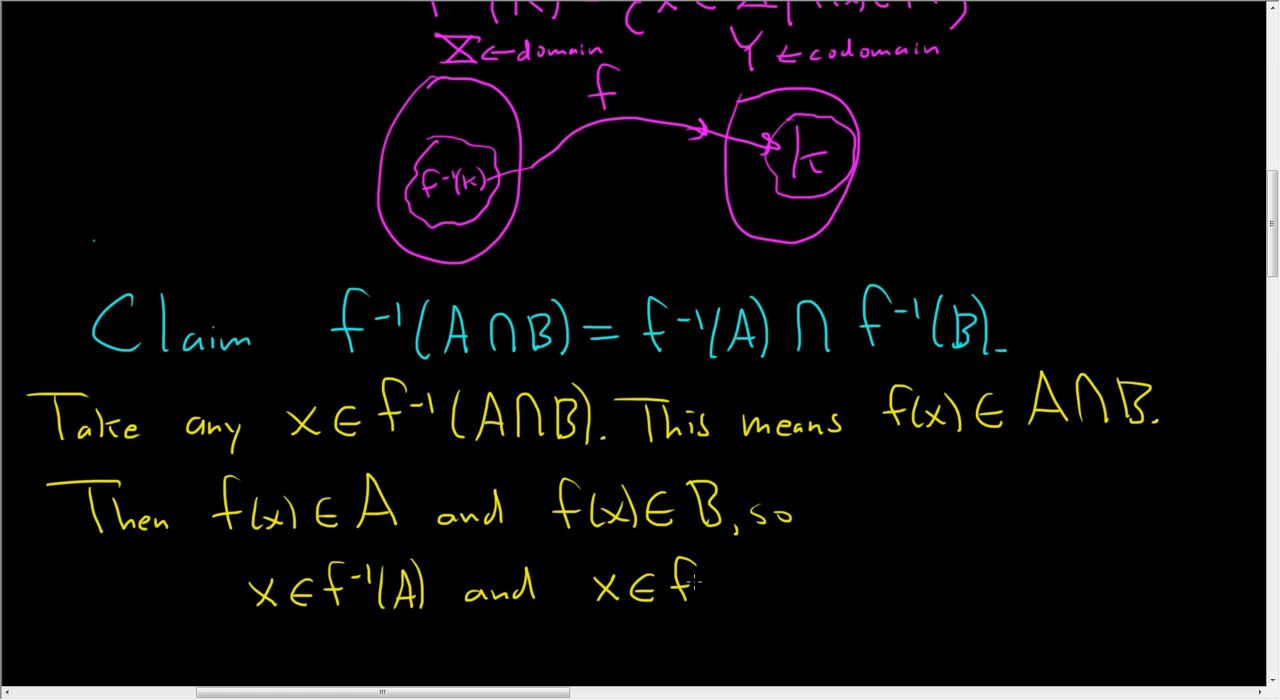 X ← domain Y ← codomain
f
f⁻¹(K) K
Claim f⁻¹(A∩B) = f⁻¹(A) ∩ f⁻¹(B).
Take any x ∈ f⁻¹(A∩B). This means f(x) ∈ A∩B.
Then f(x) ∈ A and f(x) ∈ B, so
x ∈ f⁻¹(A) and x ∈ f